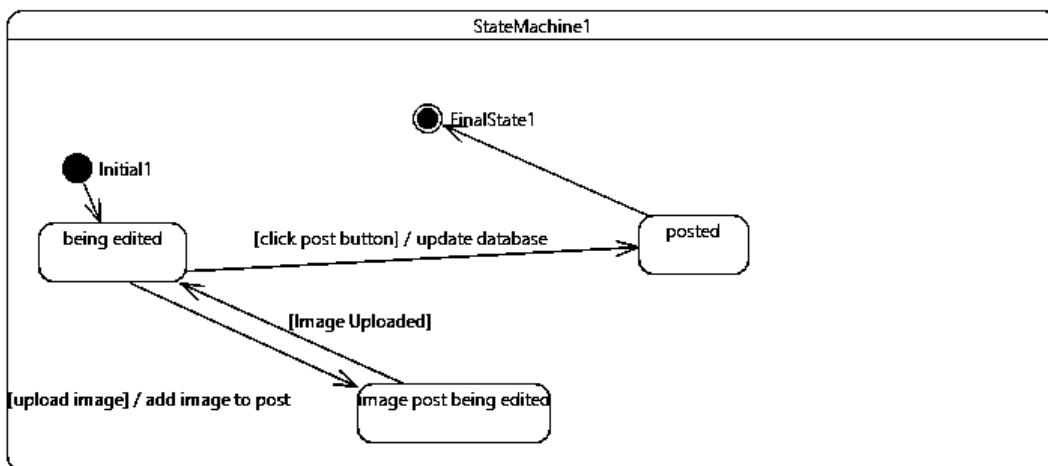 StateMachine1
FinalState1
Initial1
being edited
[click post button] / update database
posted
[Image Uploaded]
[upload image] / add image to post
image post being edited